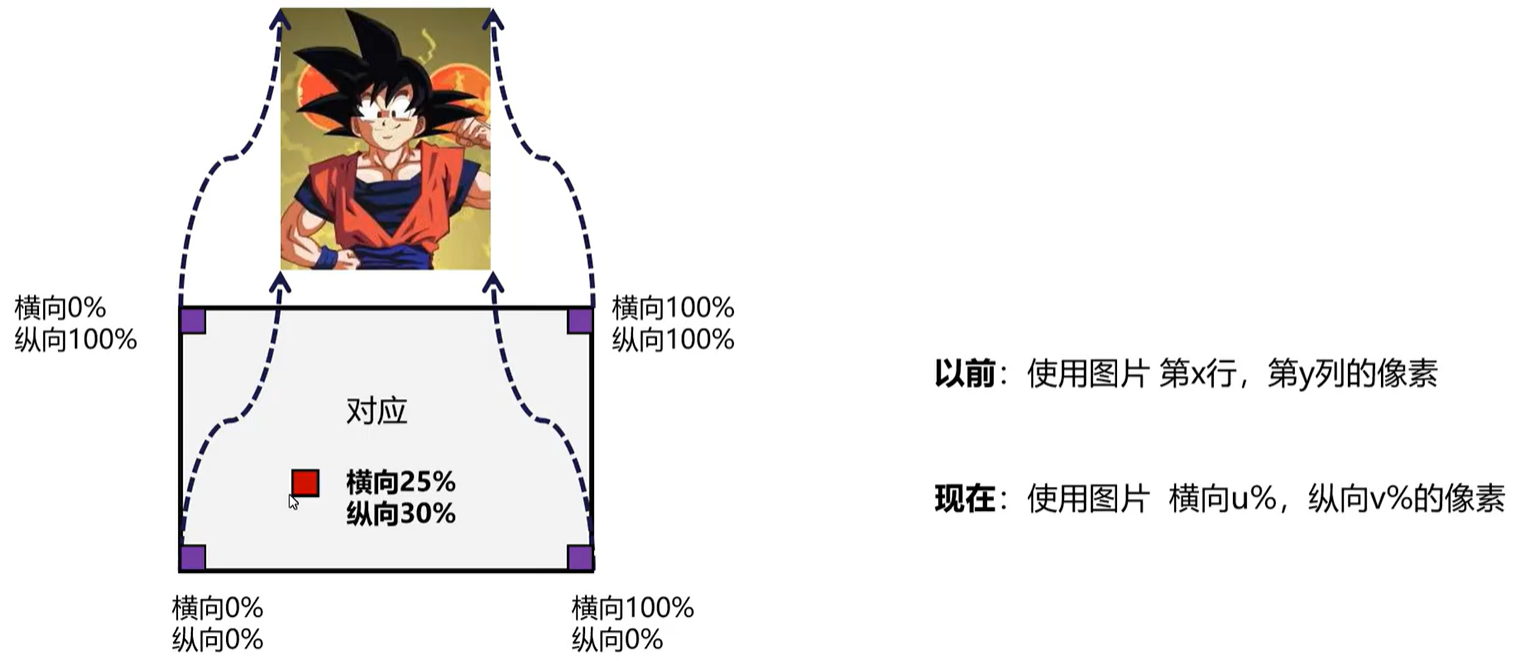 横向0%
纵向100%
横向100%
纵向100%
对应
横向25%
纵向30%
横向0%
纵向0%
横向100%
纵向0%
以前：使用图片 第x行，第y列的像素
现在：使用图片 横向u%，纵向v%的像素